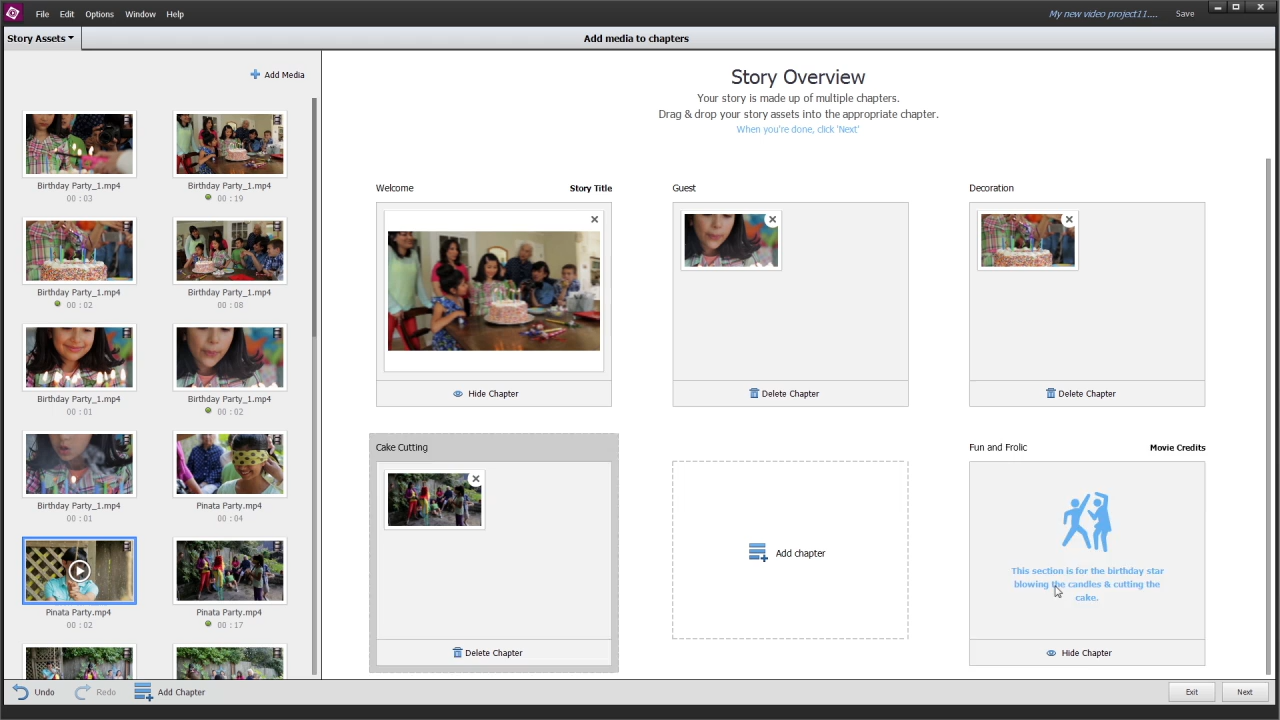 File Edit Options Window Help
My new video project11.... Save
Story Assets
Add media to chapters
Add Media
Story Overview
Your story is made up of multiple chapters.
Drag & drop your story assets into the appropriate chapter.
When you're done, click 'Next'
Birthday Party_1.mp4 Birthday Party_1.mp4
00 : 03 00 : 19
Birthday Party_1.mp4 Birthday Party_1.mp4
00 : 02 00 : 08
Birthday Party_1.mp4 Birthday Party_1.mp4
00 : 01 00 : 02
Birthday Party_1.mp4 Pinata Party.mp4
00 : 01 00 : 04
Pinata Party.mp4 Pinata Party.mp4
00 : 02 00 : 17
Welcome Story Title
Hide Chapter
Guest
Delete Chapter
Decoration
Delete Chapter
Cake Cutting
Delete Chapter
Add chapter
Fun and Frolic Movie Credits
This section is for the birthday star
blowing the candles & cutting the
cake.
Hide Chapter
Undo Redo Add Chapter
Exit Next